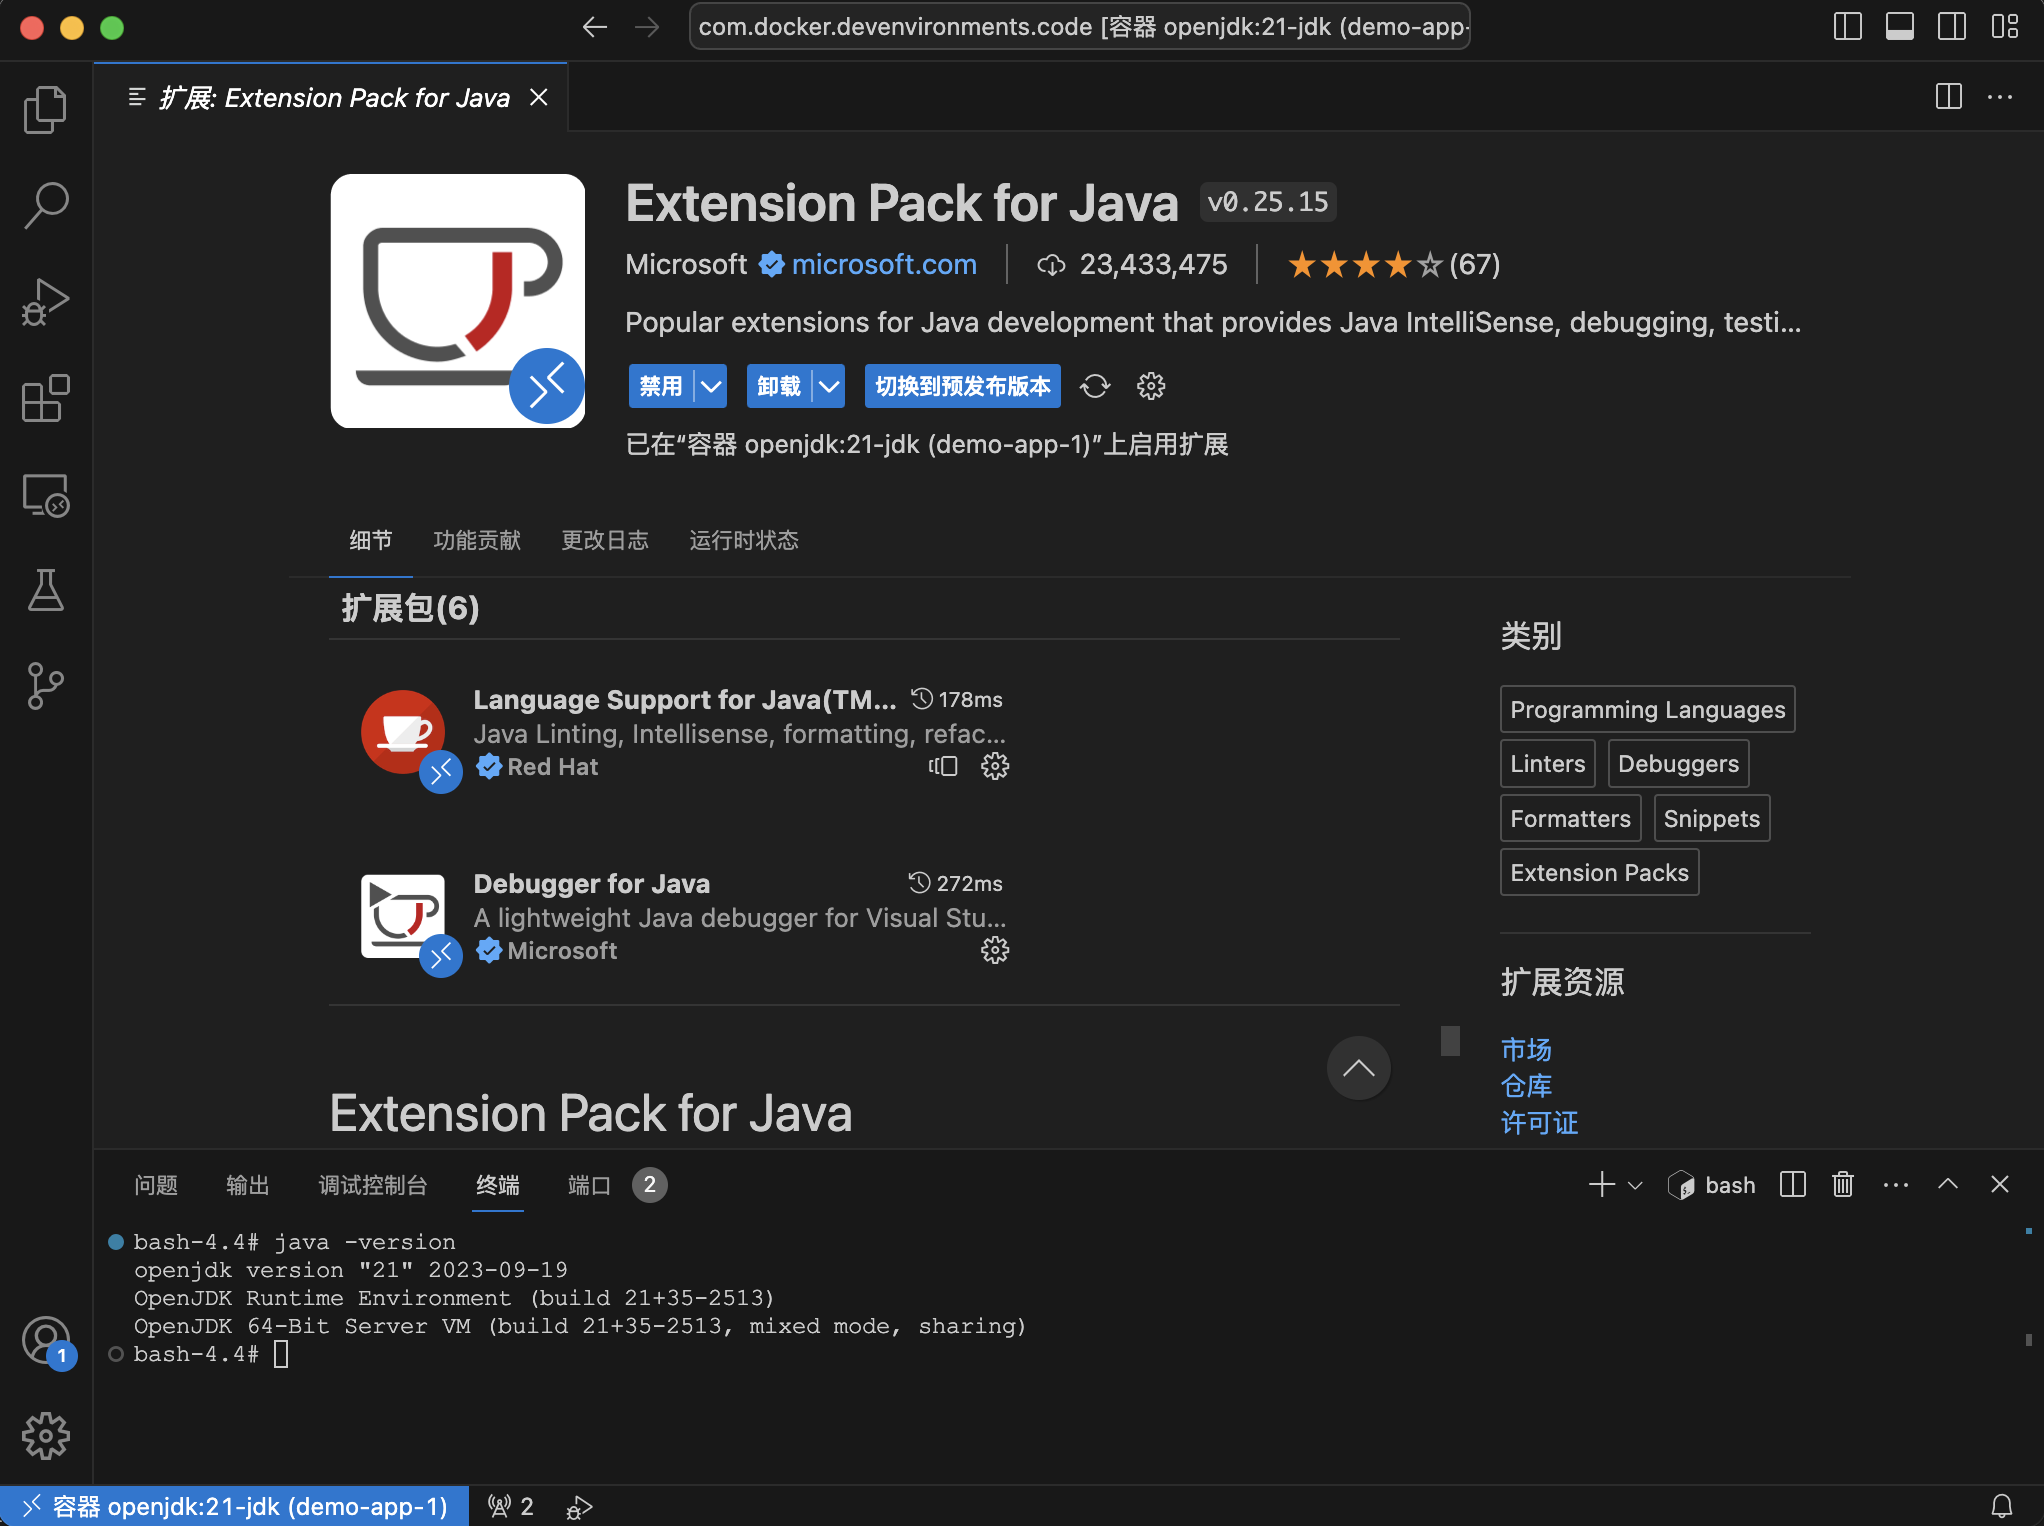 com.docker.devenvironments.code [容器 openjdk:21-jdk (demo-app-
扩展: Extension Pack for Java
Extension Pack for Java v0.25.15
Microsoft microsoft.com 23,433,475 (67)
Popular extensions for Java development that provides Java IntelliSense, debugging, testi...
禁用 卸载 切换到预发布版本
已在“容器 openjdk:21-jdk (demo-app-1)”上启用扩展
细节 功能贡献 更改日志 运行时状态
扩展包(6)
Language Support for Java(TM... 178ms
Java Linting, Intellisense, formatting, refac...
Red Hat
Debugger for Java 272ms
A lightweight Java debugger for Visual Stu...
Microsoft
Extension Pack for Java
类别
Programming Languages
Linters Debuggers
Formatters Snippets
Extension Packs
扩展资源
市场
仓库
许可证
问题 输出 调试控制台 终端 端口 2 bash
bash-4.4# java -version
openjdk version "21" 2023-09-19
OpenJDK Runtime Environment (build 21+35-2513)
OpenJDK 64-Bit Server VM (build 21+35-2513, mixed mode, sharing)
bash-4.4#
1
容器 openjdk:21-jdk (demo-app-1) 2